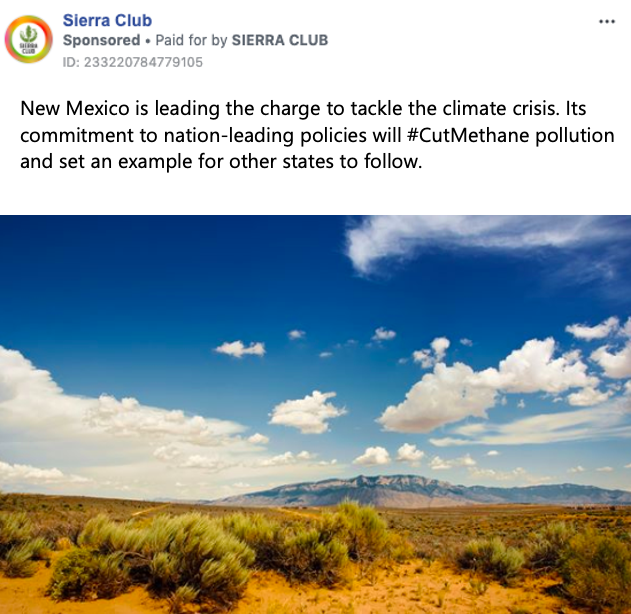 Sierra Club
Sponsored • Paid for by SIERRA CLUB
ID: 233220784779105
New Mexico is leading the charge to tackle the climate crisis. Its
commitment to nation-leading policies will #CutMethane pollution
and set an example for other states to follow.
SIERRA
CLUB